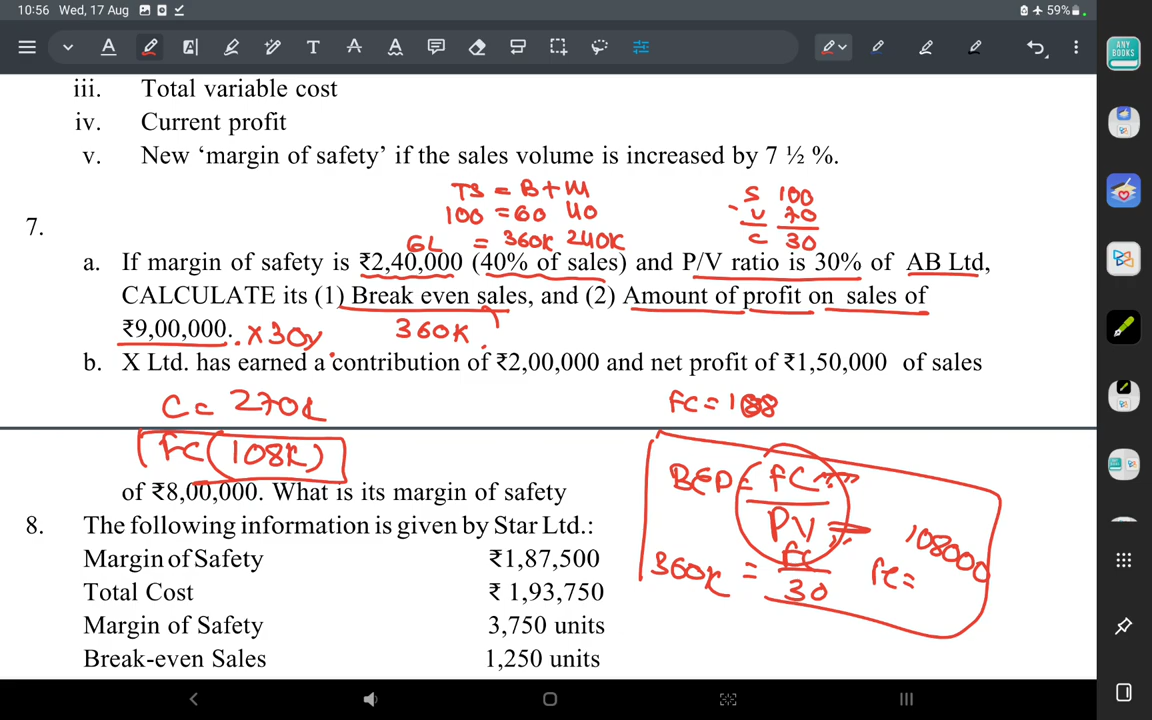 10:56 Wed, 17 Aug
59%
iii. Total variable cost
iv. Current profit
v. New ‘margin of safety’ if the sales volume is increased by 7 ½ %.
TS = B+M
100 = 60 40
6L = 360K 240K
S 100
- V 70
C 30
7.
a. If margin of safety is ₹2,40,000 (40% of sales) and P/V ratio is 30% of AB Ltd,
CALCULATE its (1) Break even sales, and (2) Amount of profit on sales of
₹9,00,000. × 30%
360K
b. X Ltd. has earned a contribution of ₹2,00,000 and net profit of ₹1,50,000 of sales
C = 270K
FC = 108
FC (108K)
of ₹8,00,000. What is its margin of safety
BEP = FC
PV
360K = FC
30
FC = 108000
8. The following information is given by Star Ltd.:
Margin of Safety ₹1,87,500
Total Cost ₹ 1,93,750
Margin of Safety 3,750 units
Break-even Sales 1,250 units
ANY
BOOKS